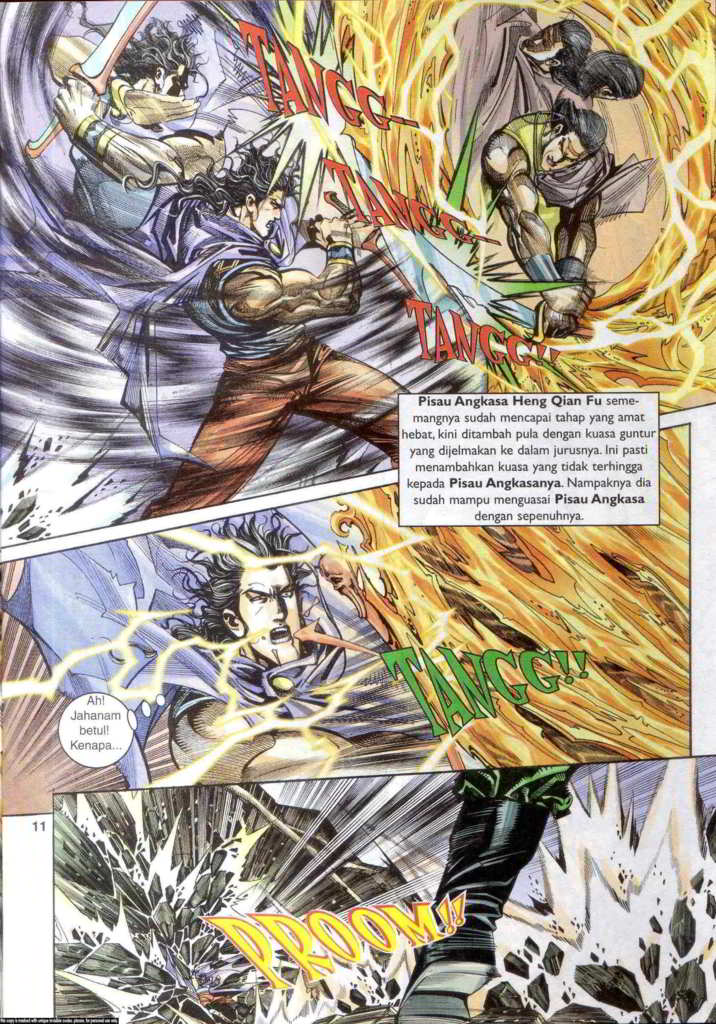 TANGG—
TANGG—
TANGG!!
Pisau Angkasa Heng Qian Fu seme-
mangnya sudah mencapai tahap yang amat
hebat, kini ditambah pula dengan kuasa guntur
yang dijelmakan ke dalam jurusnya. Ini pasti
menambahkan kuasa yang tidak terhingga
kepada Pisau Angkasanya. Nampaknya dia
sudah mampu menguasai Pisau Angkasa
dengan sepenuhnya.
TANGG!!
Ah!
Jahanam
betul!
Kenapa...
11
PROOM!!